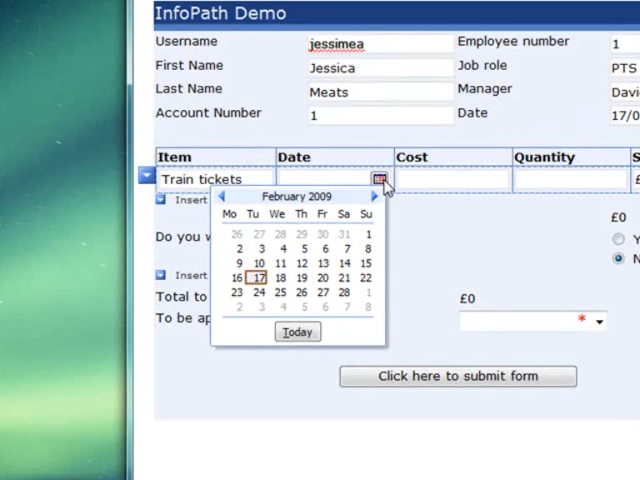 InfoPath Demo
Username jessimea Employee number 1
First Name Jessica Job role PTS
Last Name Meats Manager Davi
Account Number 1 Date 17/0
Item Date Cost Quantity S
Train tickets £
Insert
February 2009
Mo Tu We Th Fr Sa Su
26 27 28 29 30 31 1
2 3 4 5 6 7 8
9 10 11 12 13 14 15
16 17 18 19 20 21 22
23 24 25 26 27 28 1
2 3 4 5 6 7 8
Today
£0
Do you w Y
N
Insert
Total to £0
To be ap *
Click here to submit form